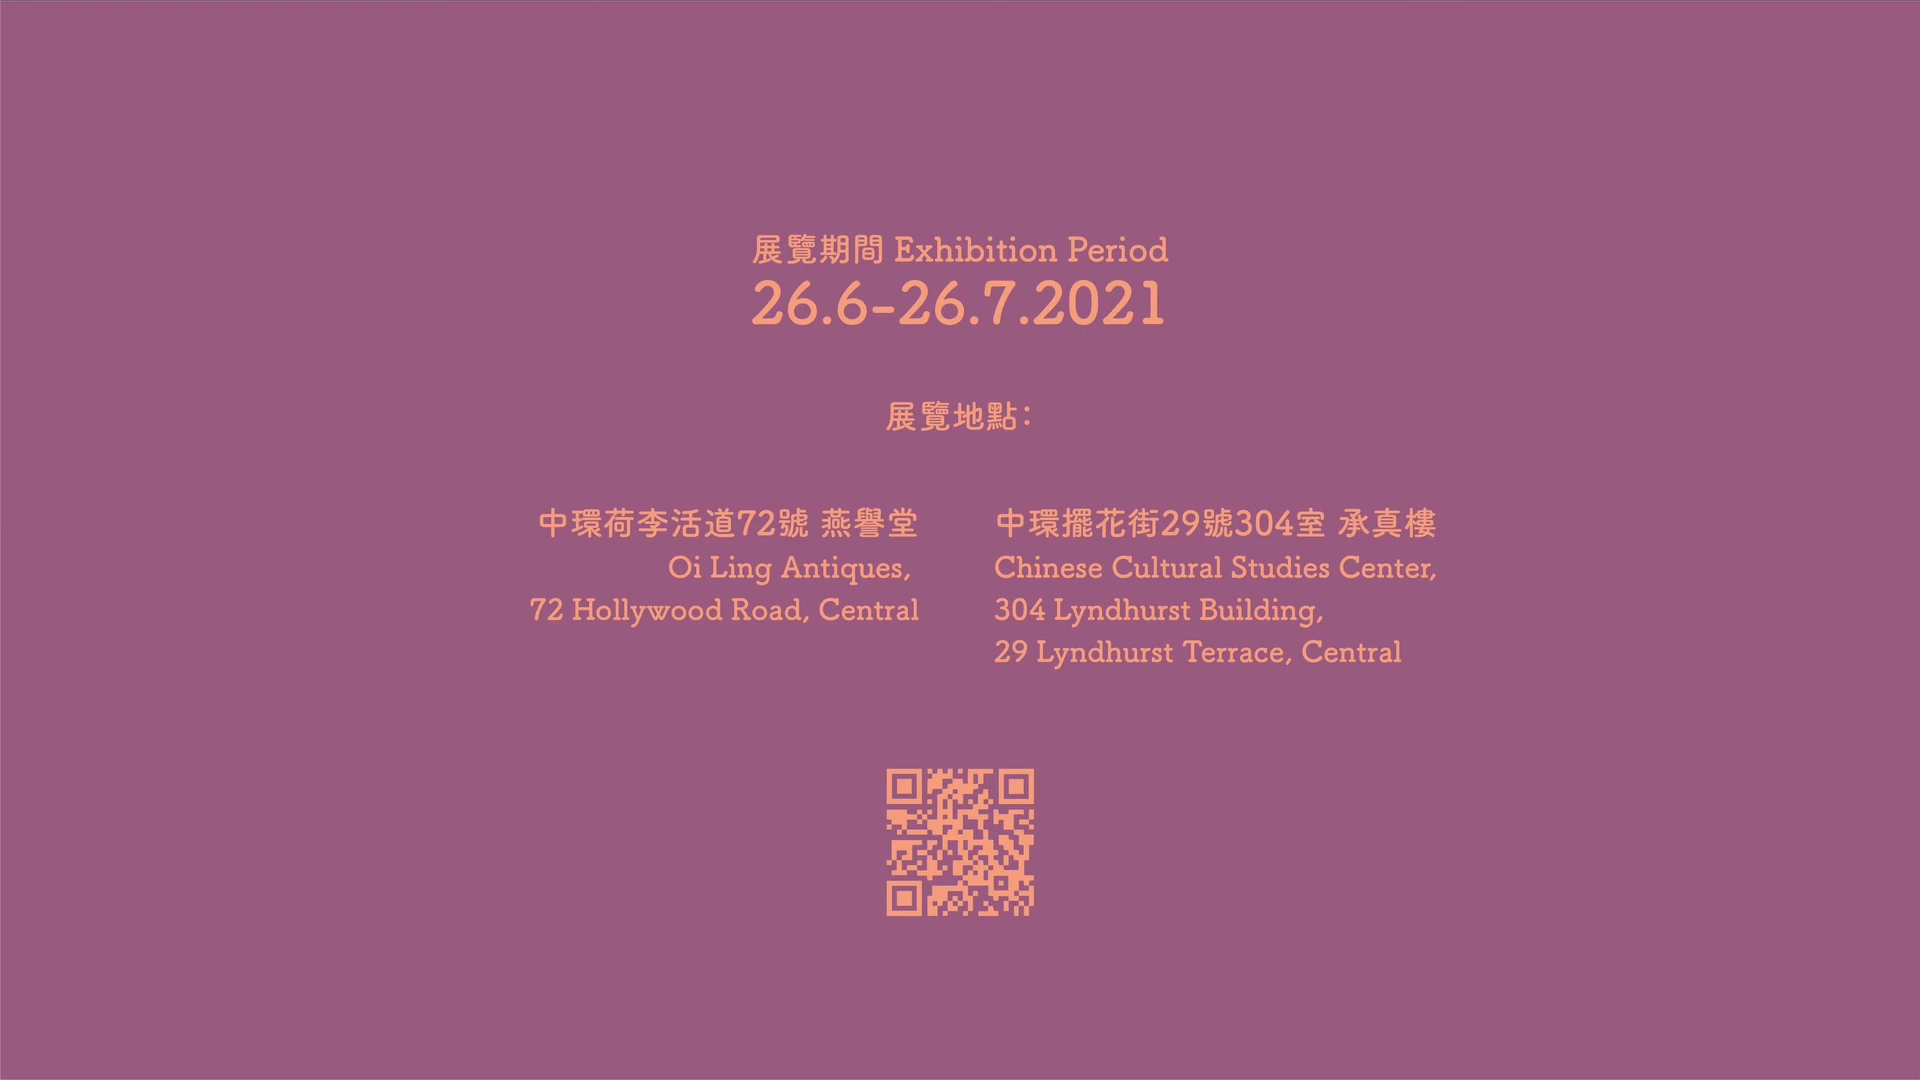 展覽期間 Exhibition Period
26.6-26.7.2021
展覽地點：
中環荷李活道72號 燕譽堂
Oi Ling Antiques,
72 Hollywood Road, Central
中環擺花街29號304室 承真樓
Chinese Cultural Studies Center,
304 Lyndhurst Building,
29 Lyndhurst Terrace, Central